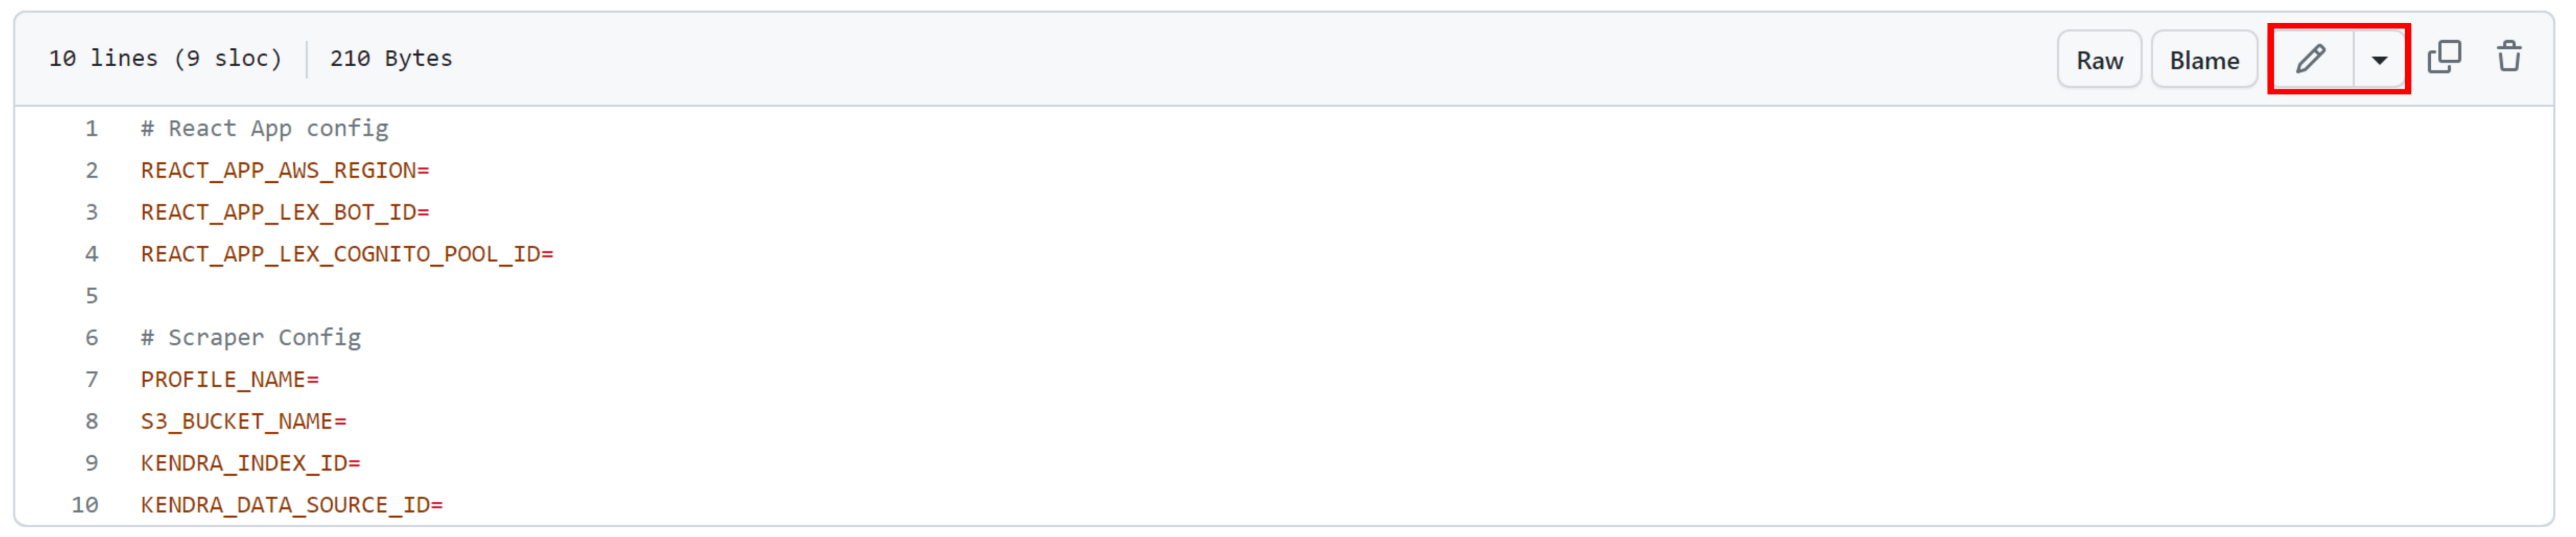 10 lines (9 sloc) 210 Bytes Raw Blame
1 # React App config
2 REACT_APP_AWS_REGION=
3 REACT_APP_LEX_BOT_ID=
4 REACT_APP_LEX_COGNITO_POOL_ID=
5
6 # Scraper Config
7 PROFILE_NAME=
8 S3_BUCKET_NAME=
9 KENDRA_INDEX_ID=
10 KENDRA_DATA_SOURCE_ID=